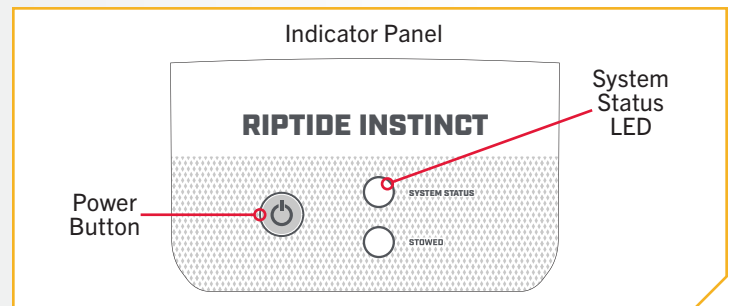 Indicator Panel
System
Status
LED
RIPTIDE INSTINCT
SYSTEM STATUS
Power
Button
STOWED